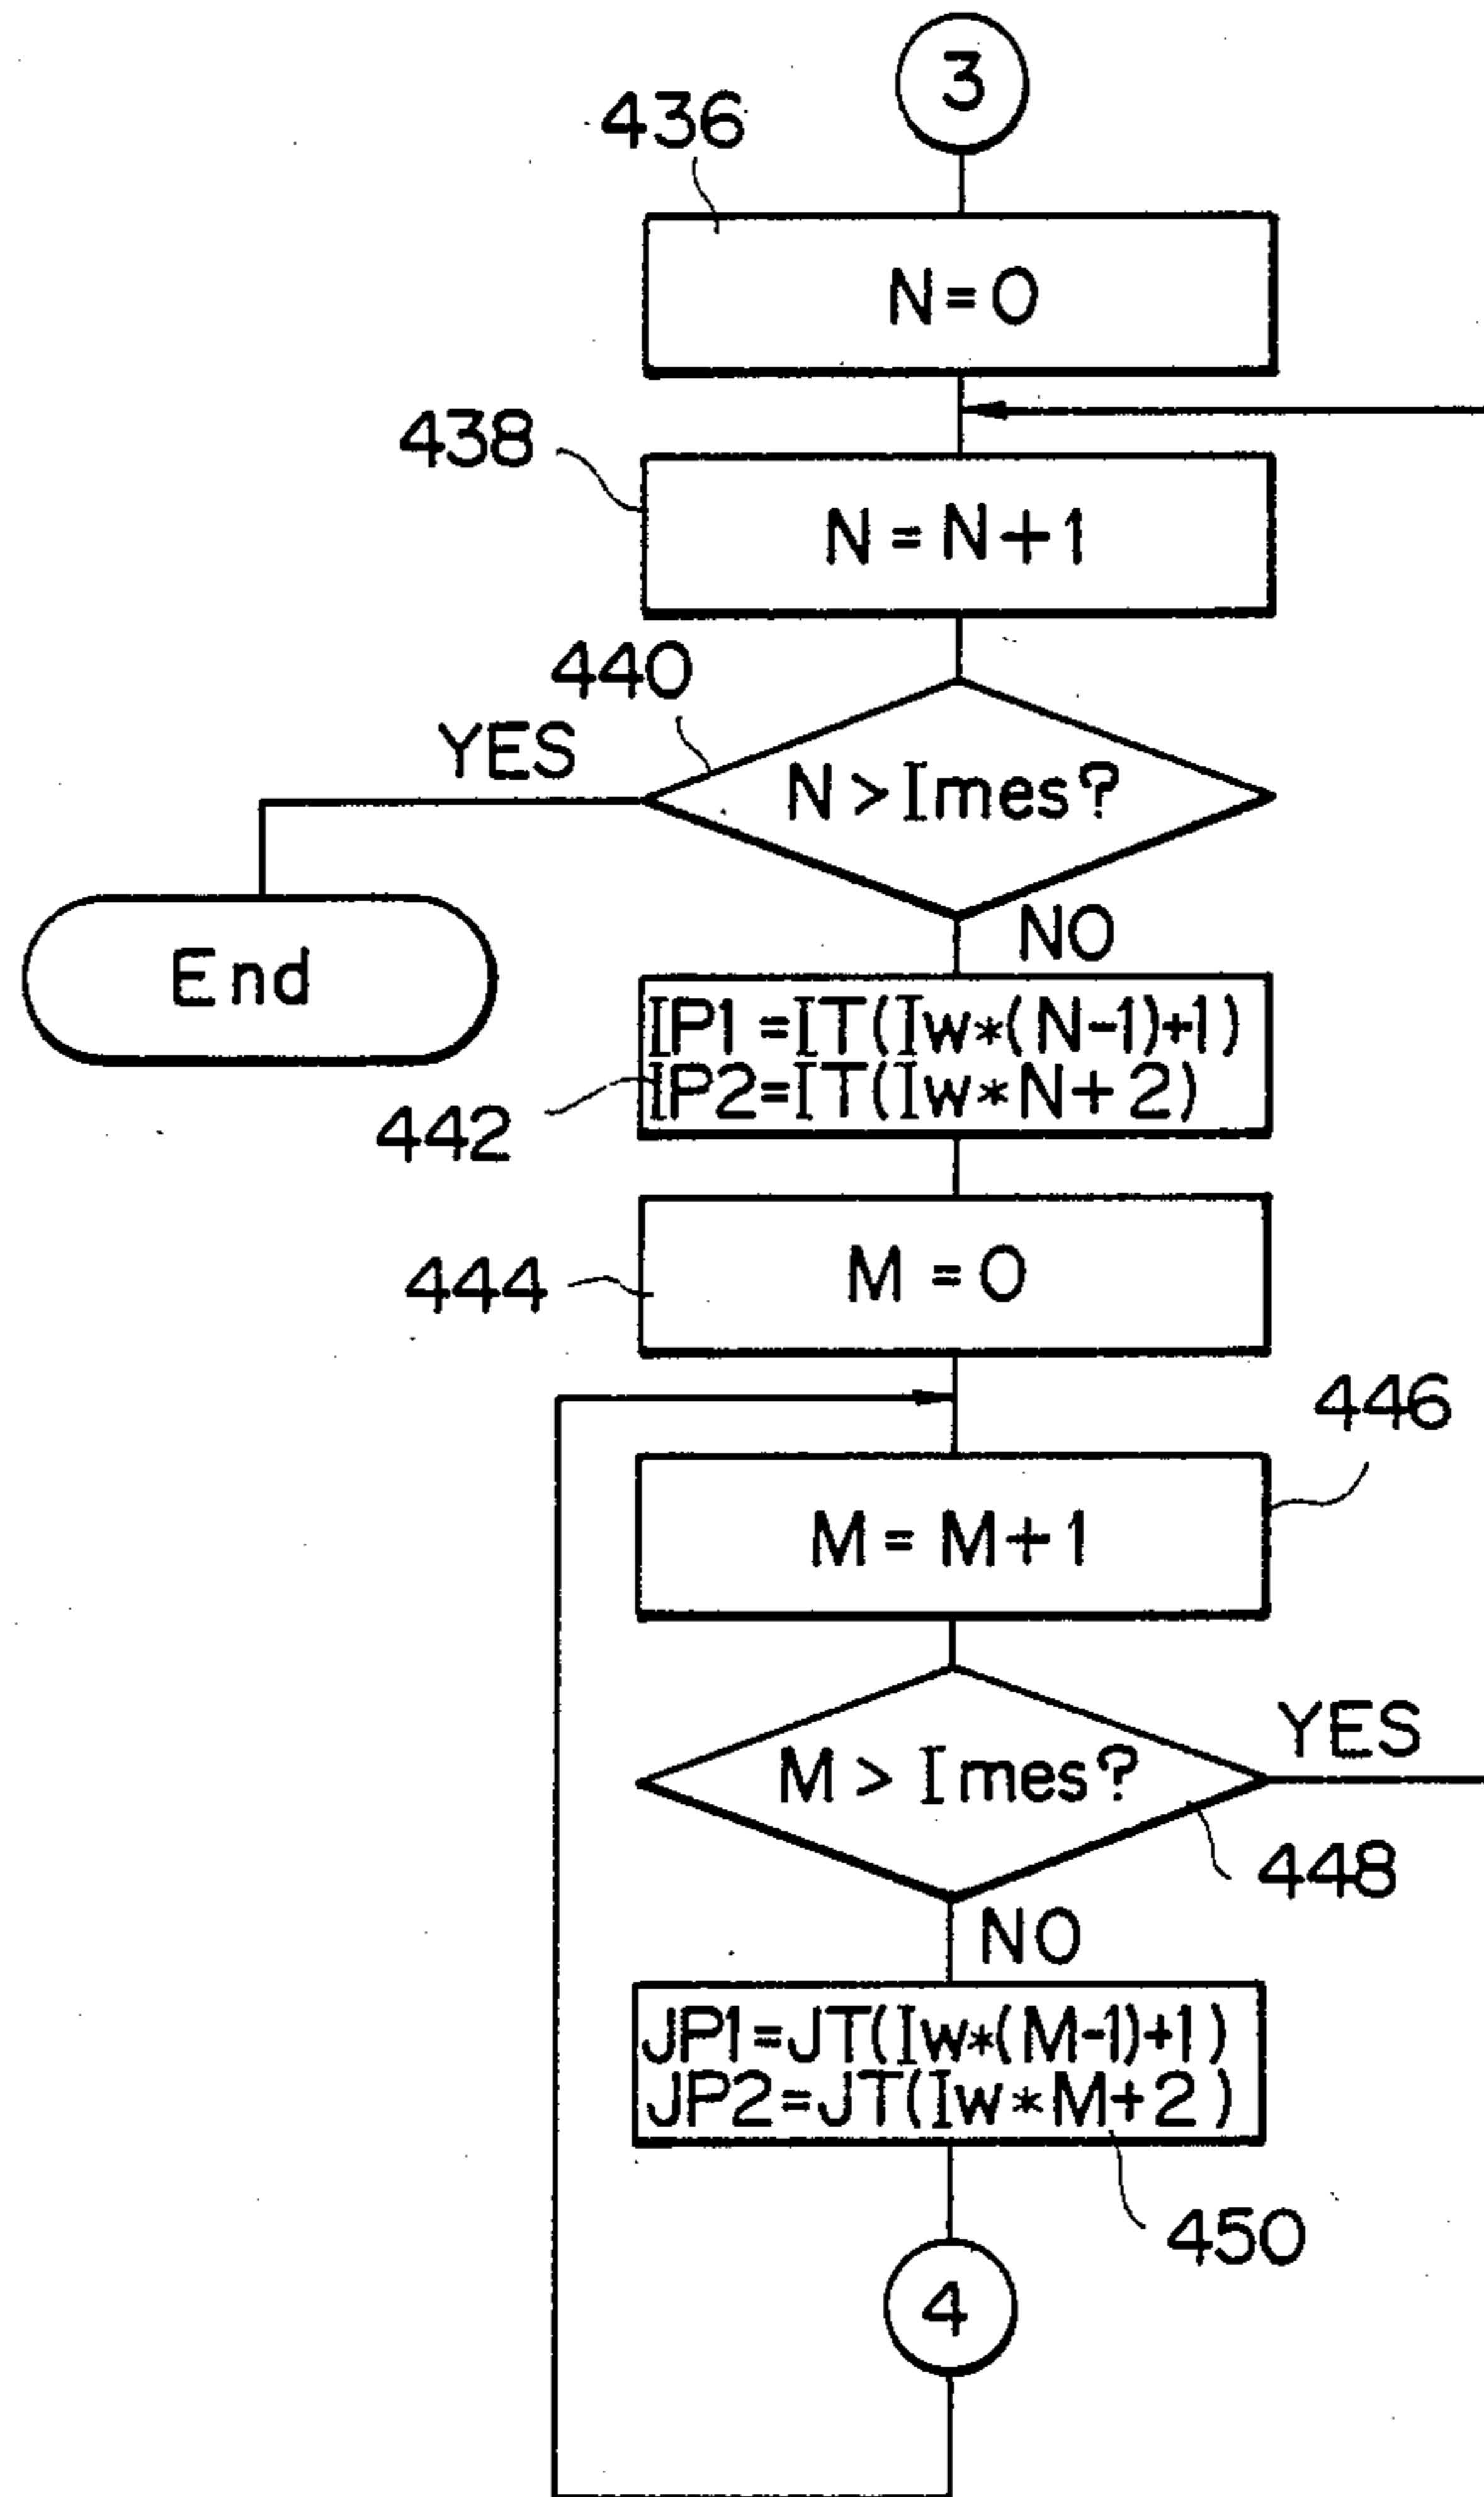 3
436
N=0
438
N=N+1
440
YES
N>Imes?
NO
End
IP1=IT(Iw*(N-1)+1)
IP2=IT(Iw*N+2)
442
M=0
444
446
M=M+1
YES
M>Imes?
448
NO
JP1=JT(Iw*(M-1)+1)
JP2=JT(Iw*M+2)
450
4